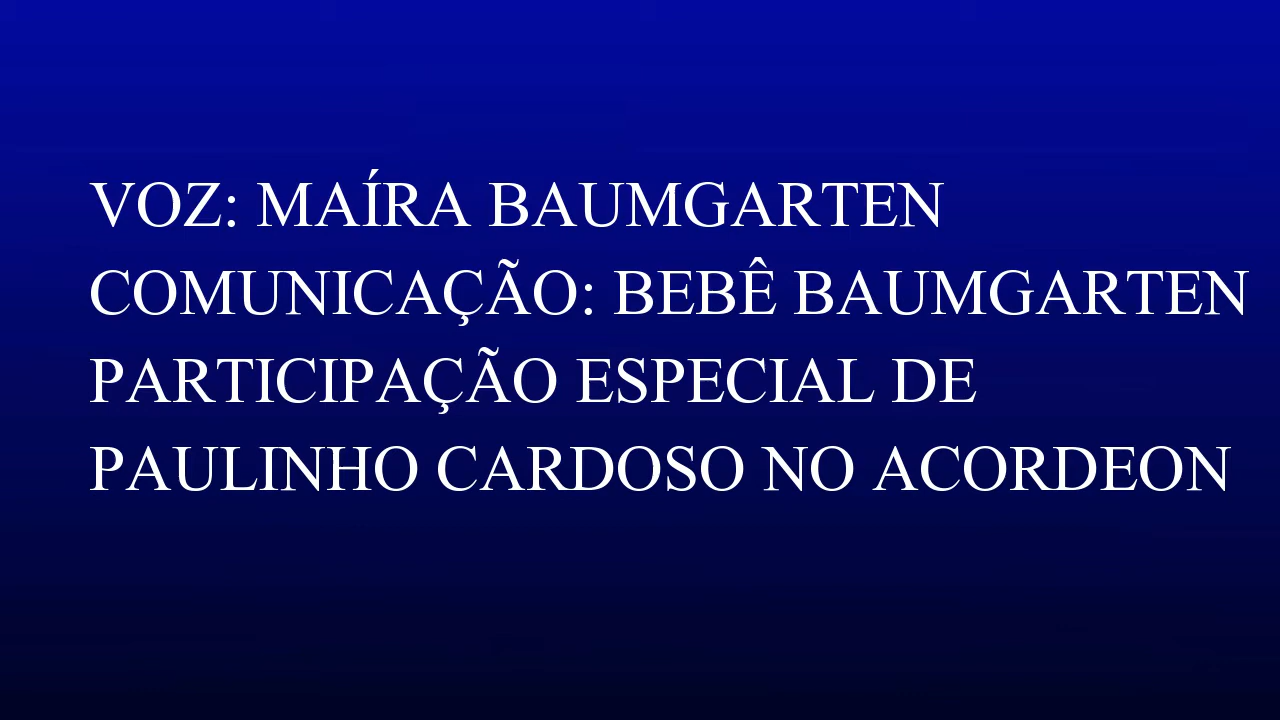 VOZ: MAÍRA BAUMGARTEN
COMUNICAÇÃO: BEBÊ BAUMGARTEN
PARTICIPAÇÃO ESPECIAL DE
PAULINHO CARDOSO NO ACORDEON